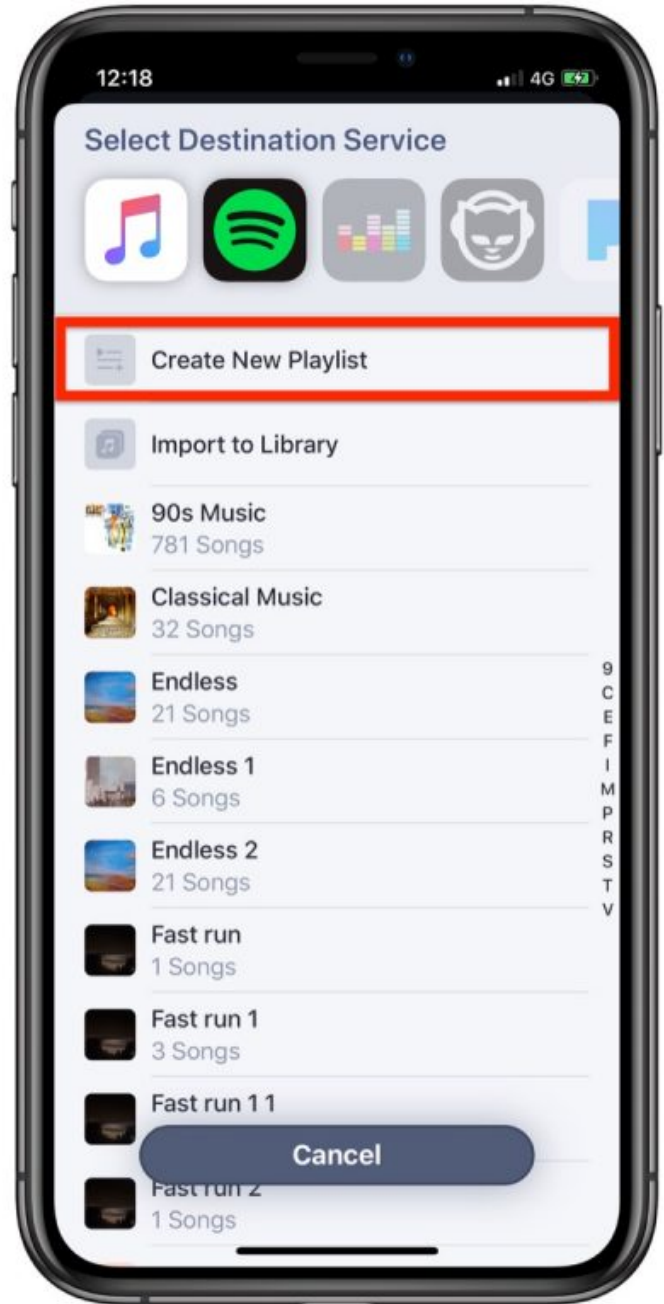 12:18
4G
Select Destination Service
Create New Playlist
Import to Library
90s Music
781 Songs
Classical Music
32 Songs
Endless
21 Songs
Endless 1
6 Songs
Endless 2
21 Songs
Fast run
1 Songs
Fast run 1
3 Songs
Fast run 1 1
Cancel
Fast run 2
1 Songs
9
C
E
F
I
M
P
R
S
T
V